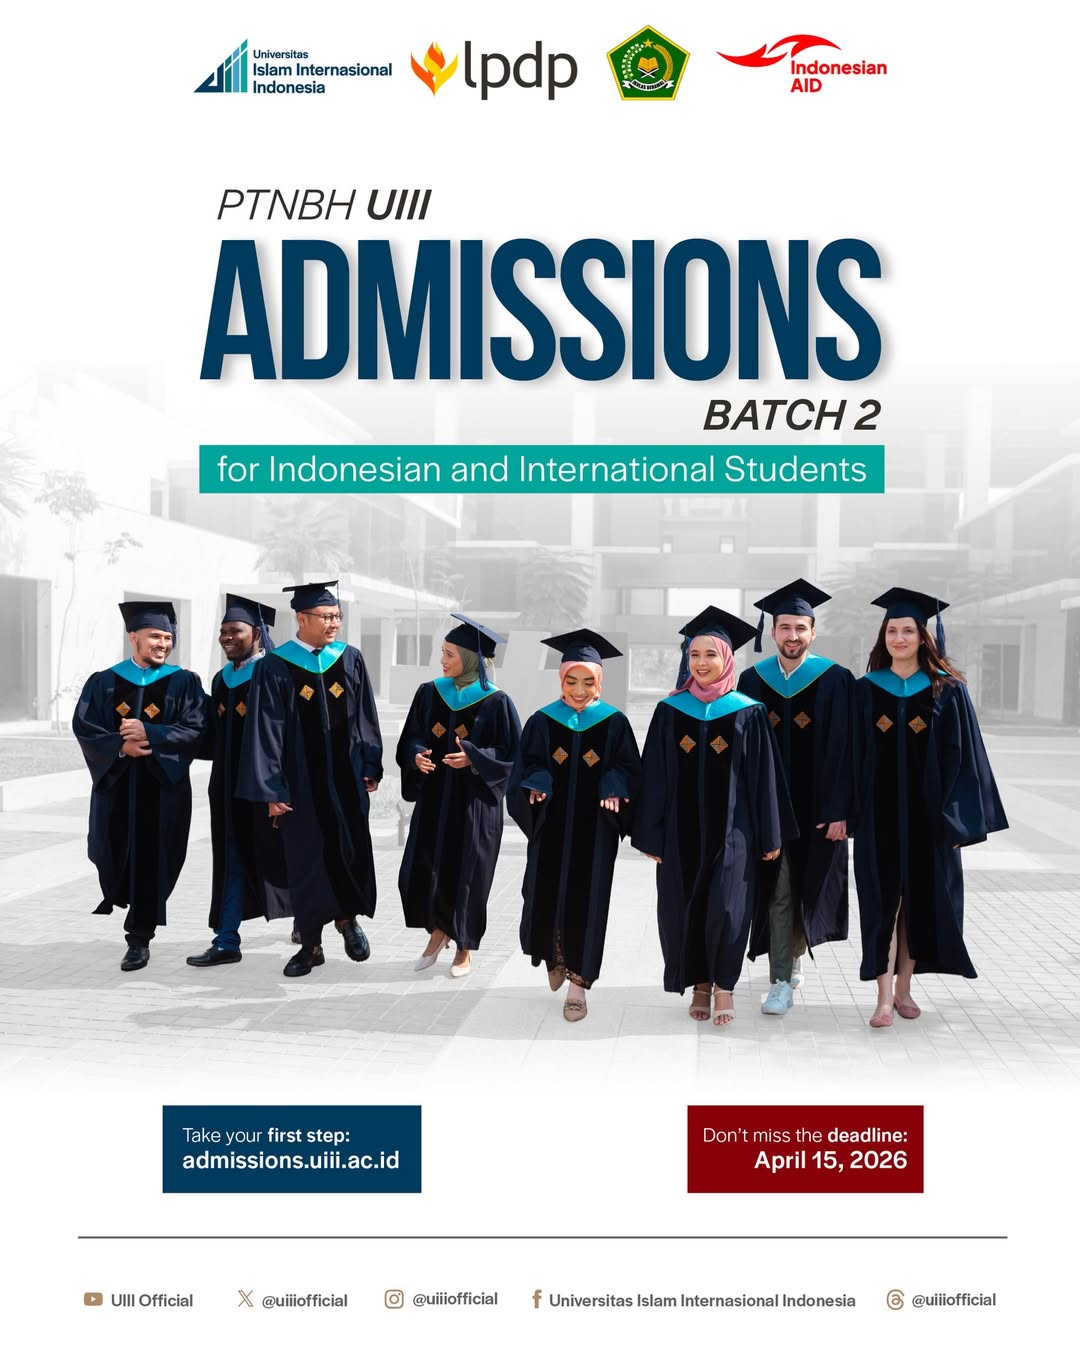 Universitas
Islam Internasional
Indonesia
lpdp
IKHLAS BERAMAL
Indonesian
AID
PTNBH UIII
ADMISSIONS
BATCH 2
for Indonesian and International Students
Take your first step:
admissions.uiii.ac.id
Don't miss the deadline:
April 15, 2026
UIII Official
@uiiiofficial
@uiiiofficial
Universitas Islam Internasional Indonesia
@uiiiofficial